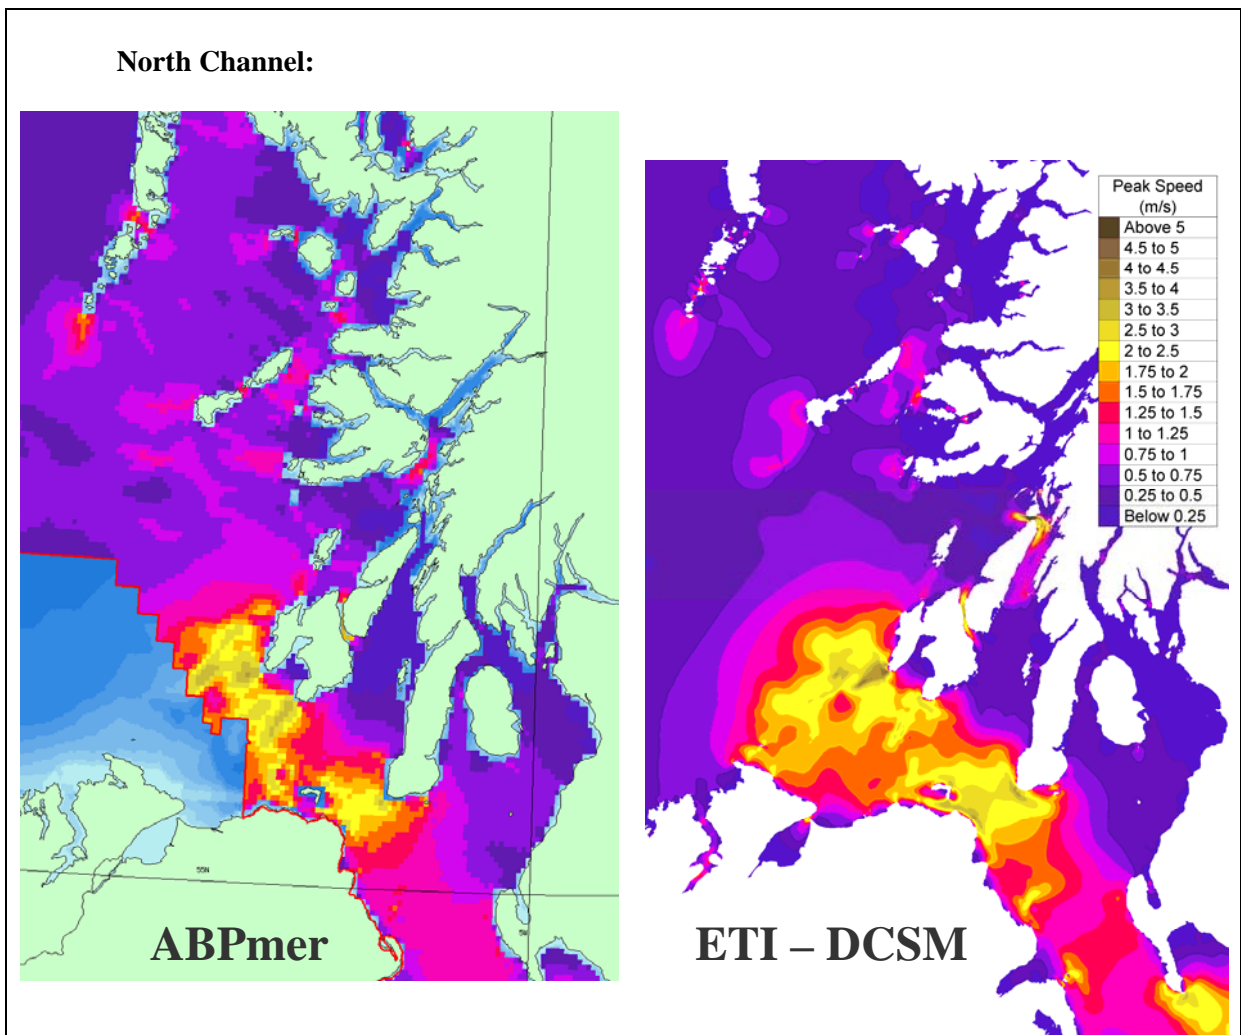 North Channel:
Peak Speed
(m/s)
Above 5
4.5 to 5
4 to 4.5
3.5 to 4
3 to 3.5
2.5 to 3
2 to 2.5
1.75 to 2
1.5 to 1.75
1.25 to 1.5
1 to 1.25
0.75 to 1
0.5 to 0.75
0.25 to 0.5
Below 0.25
55N
ABPmer
ETI – DCSM